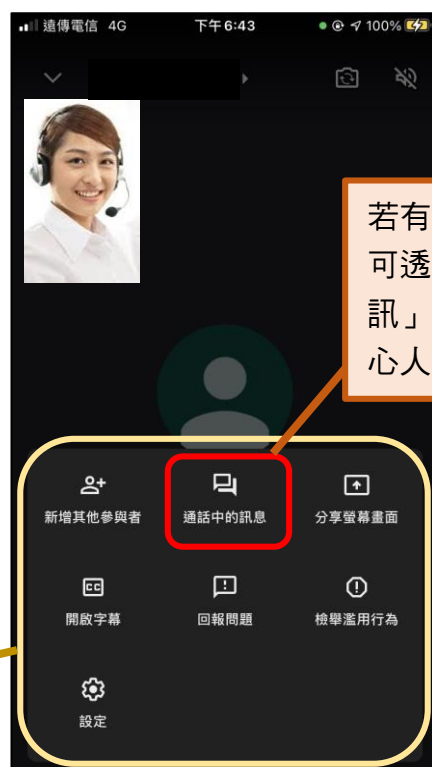 遠傳電信 4G 下午6:43 100%
若有
可透
訊」
心人
新增其他參與者 通話中的訊息 分享螢幕畫面
CC
開啟字幕 回報問題 檢舉濫用行為
設定